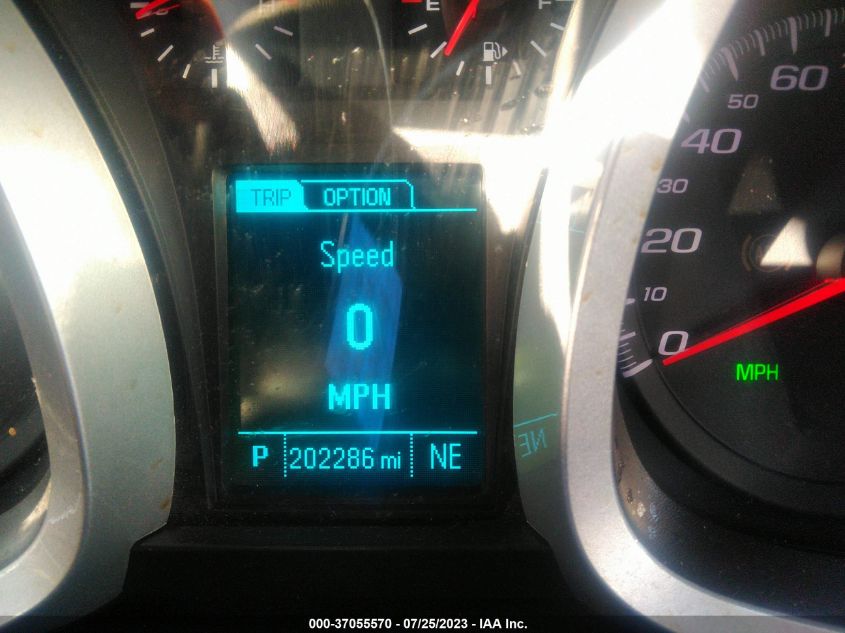 H
E
F
TRIP OPTION
Speed
0
MPH
P 202286 mi NE
60
50
40
30
20
10
0
MPH
NE
000-37055570 - 07/25/2023 - IAA Inc.